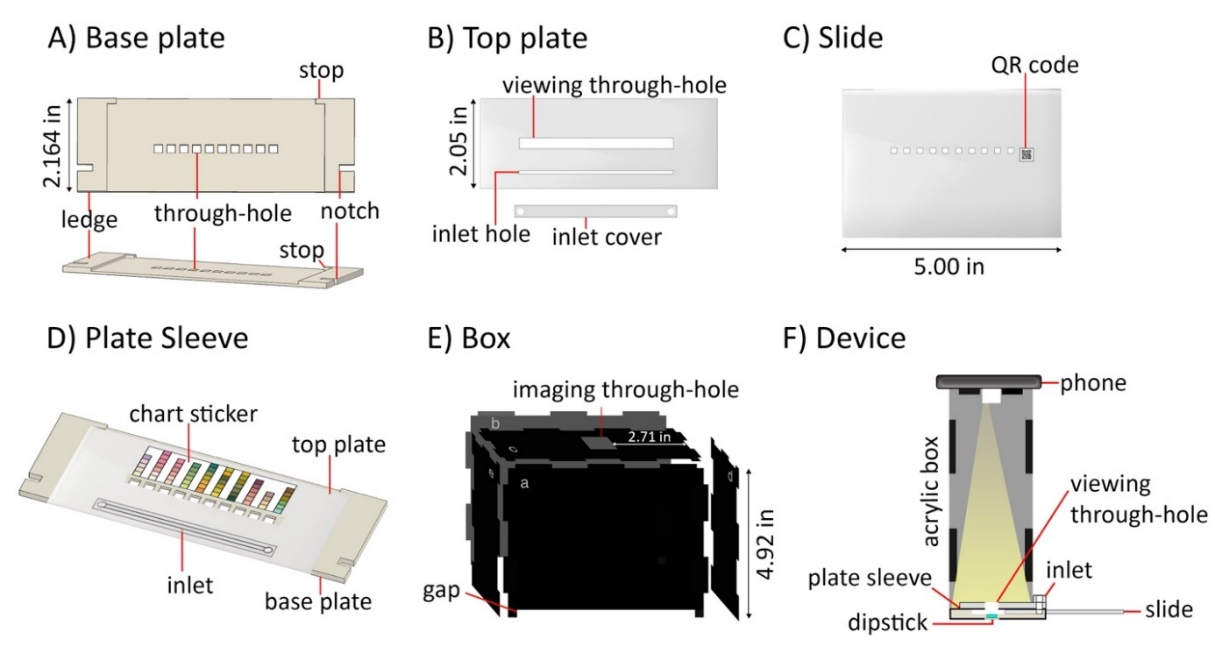 A) Base plate
stop
2.164 in
ledge
through-hole
notch
stop
B) Top plate
viewing through-hole
2.05 in
inlet hole
inlet cover
C) Slide
QR code
5.00 in
D) Plate Sleeve
chart sticker
top plate
inlet
base plate
E) Box
imaging through-hole
b
c
2.71 in
e
a
d
4.92 in
gap
F) Device
phone
acrylic box
viewing
through-hole
plate sleeve
inlet
dipstick
slide